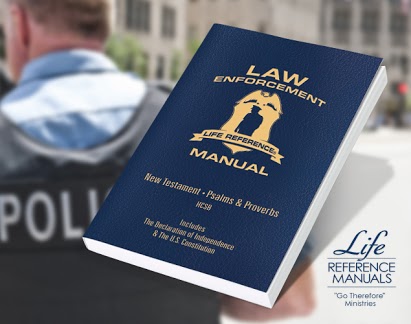 LAW
ENFORCEMENT
LIFE REFERENCE
MANUAL
New Testament • Psalms & Proverbs
HCSB
Includes
The Declaration of Independence
& The U.S. Constitution
POLIC
Life
REFERENCE
MANUALS
"Go Therefore"
Ministries